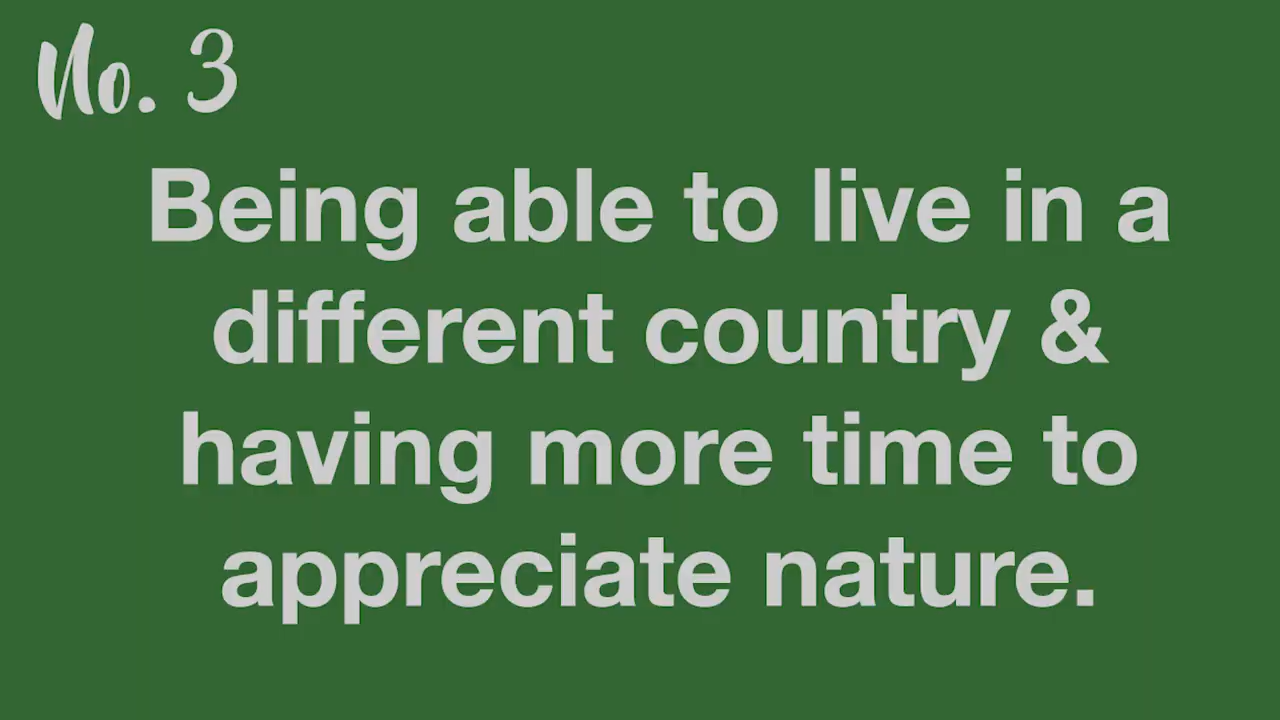 No. 3
Being able to live in a
different country &
having more time to
appreciate nature.